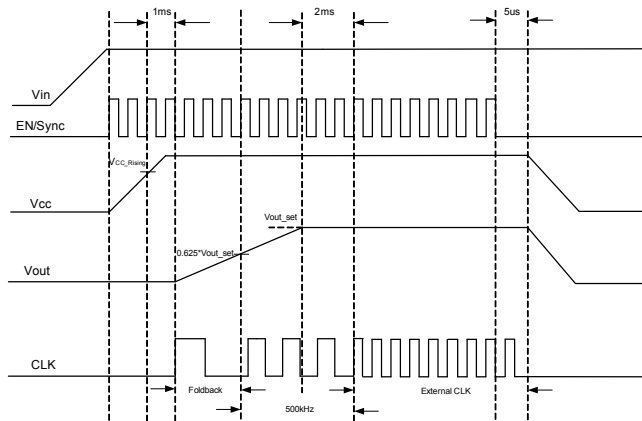 1ms
2ms
5us
Vin
EN/Sync
VCC_Rising
Vcc
Vout_set
0.625*Vout_set
Vout
CLK
Foldback
External CLK
500kHz